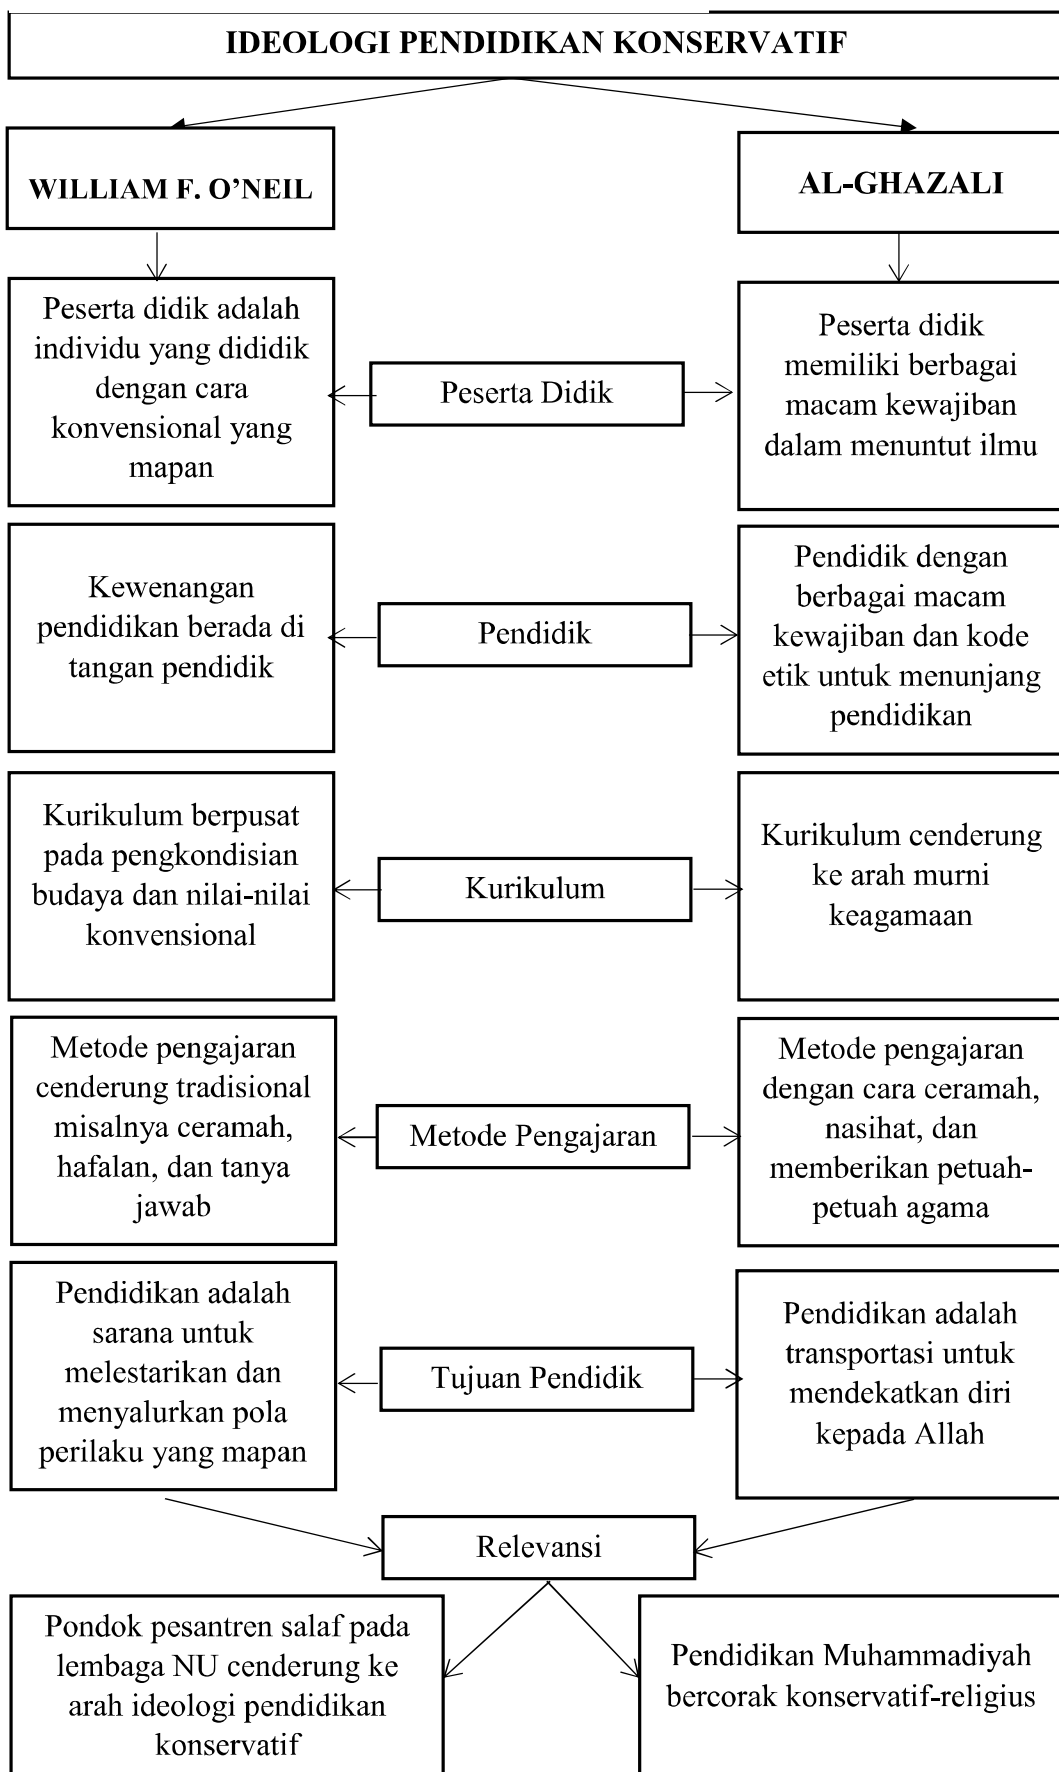 IDEOLOGI PENDIDIKAN KONSERVATIF
WILLIAM F. O’NEIL
AL-GHAZALI
Peserta didik adalah
individu yang dididik
dengan cara
konvensional yang
mapan
Peserta Didik
Peserta didik
memiliki berbagai
macam kewajiban
dalam menuntut ilmu
Kewenangan
pendidikan berada di
tangan pendidik
Pendidik
Pendidik dengan
berbagai macam
kewajiban dan kode
etik untuk menunjang
pendidikan
Kurikulum berpusat
pada pengkondisian
budaya dan nilai-nilai
konvensional
Kurikulum
Kurikulum cenderung
ke arah murni
keagamaan
Metode pengajaran
cenderung tradisional
misalnya ceramah,
hafalan, dan tanya
jawab
Metode Pengajaran
Metode pengajaran
dengan cara ceramah,
nasihat, dan
memberikan petuah-
petuah agama
Pendidikan adalah
sarana untuk
melestarikan dan
menyalurkan pola
perilaku yang mapan
Tujuan Pendidik
Pendidikan adalah
transportasi untuk
mendekatkan diri
kepada Allah
Relevansi
Pondok pesantren salaf pada
lembaga NU cenderung ke
arah ideologi pendidikan
konservatif
Pendidikan Muhammadiyah
bercorak konservatif-religius